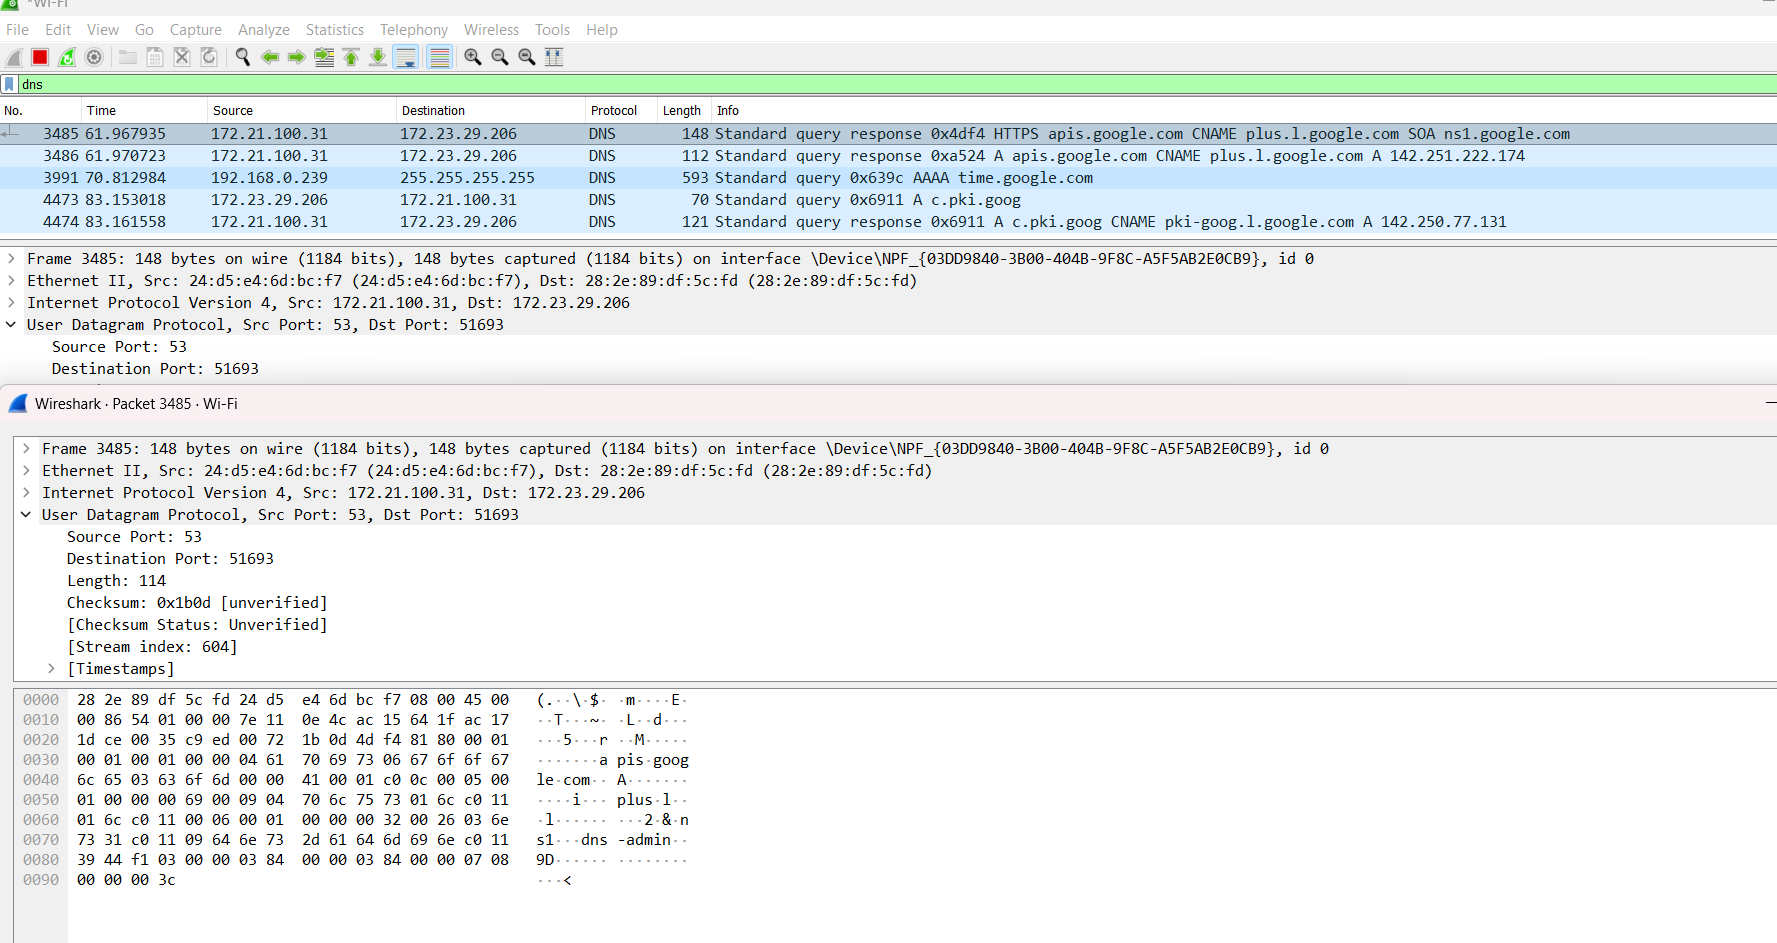 *Wi-Fi
File Edit View Go Capture Analyze Statistics Telephony Wireless Tools Help
dns
No. Time Source Destination Protocol Length Info
3485 61.967935 172.21.100.31 172.23.29.206 DNS 148 Standard query response 0x4df4 HTTPS apis.google.com CNAME plus.l.google.com SOA ns1.google.com
3486 61.970723 172.21.100.31 172.23.29.206 DNS 112 Standard query response 0xa524 A apis.google.com CNAME plus.l.google.com A 142.251.222.174
3991 70.812984 192.168.0.239 255.255.255.255 DNS 593 Standard query 0x639c AAAA time.google.com
4473 83.153018 172.23.29.206 172.21.100.31 DNS 70 Standard query 0x6911 A c.pki.goog
4474 83.161558 172.21.100.31 172.23.29.206 DNS 121 Standard query response 0x6911 A c.pki.goog CNAME pki-goog.l.google.com A 142.250.77.131
Frame 3485: 148 bytes on wire (1184 bits), 148 bytes captured (1184 bits) on interface \Device\NPF_{03DD9840-3B00-404B-9F8C-A5F5AB2E0CB9}, id 0
Ethernet II, Src: 24:d5:e4:6d:bc:f7 (24:d5:e4:6d:bc:f7), Dst: 28:2e:89:df:5c:fd (28:2e:89:df:5c:fd)
Internet Protocol Version 4, Src: 172.21.100.31, Dst: 172.23.29.206
User Datagram Protocol, Src Port: 53, Dst Port: 51693
Source Port: 53
Destination Port: 51693
Wireshark · Packet 3485 · Wi-Fi
Frame 3485: 148 bytes on wire (1184 bits), 148 bytes captured (1184 bits) on interface \Device\NPF_{03DD9840-3B00-404B-9F8C-A5F5AB2E0CB9}, id 0
Ethernet II, Src: 24:d5:e4:6d:bc:f7 (24:d5:e4:6d:bc:f7), Dst: 28:2e:89:df:5c:fd (28:2e:89:df:5c:fd)
Internet Protocol Version 4, Src: 172.21.100.31, Dst: 172.23.29.206
User Datagram Protocol, Src Port: 53, Dst Port: 51693
Source Port: 53
Destination Port: 51693
Length: 114
Checksum: 0x1b0d [unverified]
[Checksum Status: Unverified]
[Stream index: 604]
[Timestamps]
0000 28 2e 89 df 5c fd 24 d5 e4 6d bc f7 08 00 45 00 (.··\·$· ·m····E·
0010 00 86 54 01 00 00 7e 11 0e 4c ac 15 64 1f ac 17 ··T···~· ·L··d···
0020 1d ce 00 35 c9 ed 00 72 1b 0d 4d f4 81 80 00 01 ···5···r ··M·····
0030 00 01 00 01 00 00 04 61 70 69 73 06 67 6f 6f 67 ·······a pis·goog
0040 6c 65 03 63 6f 6d 00 00 41 00 01 c0 0c 00 05 00 le·com·· A·······
0050 01 00 00 00 69 00 09 04 70 6c 75 73 01 6c c0 11 ····i··· plus·l··
0060 01 6c c0 11 00 06 00 01 00 00 00 32 00 26 03 6e ·l······ ···2·&·n
0070 73 31 c0 11 09 64 6e 73 2d 61 64 6d 69 6e c0 11 s1···dns -admin··
0080 39 44 f1 03 00 00 03 84 00 00 03 84 00 00 07 08 9D······ ········
0090 00 00 00 3c ···<